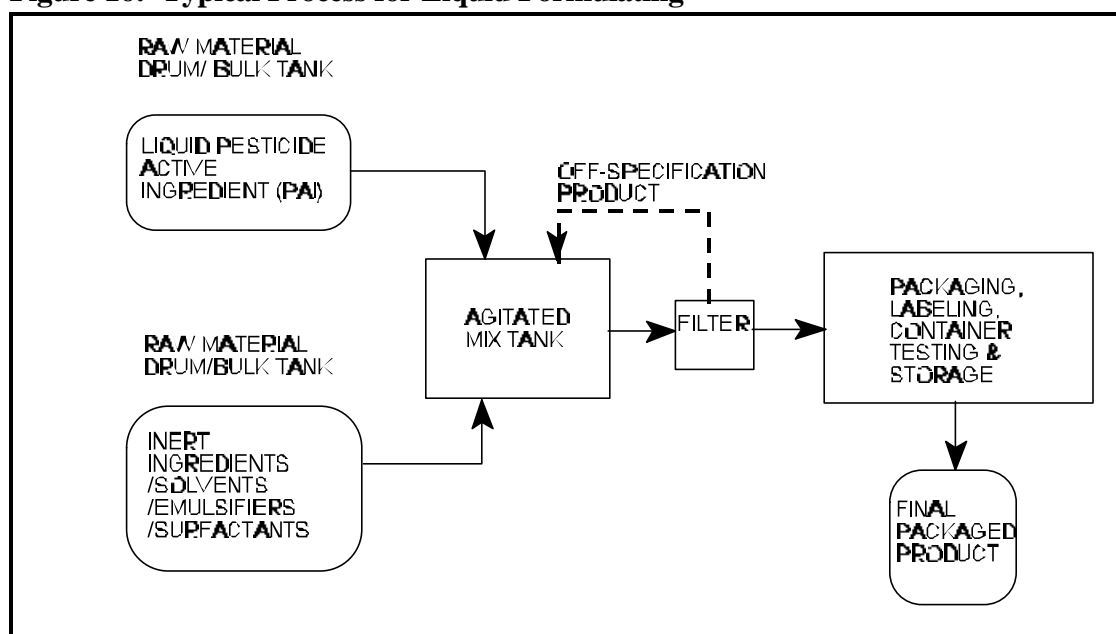 Figure 10. Typical Process for Liquid Formulating
RAW MATERIAL
DRUM/ BULK TANK
LIQUID PESTICIDE
ACTIVE
INGREDIENT (PAI)
OFF-SPECIFICATION
PRODUCT
AGITATED
MIX TANK
FILTER
PACKAGING,
LABELING,
CONTAINER
TESTING &
STORAGE
RAW MATERIAL
DRUM/BULK TANK
INERT
INGREDIENTS
/SOLVENTS
/EMULSIFIERS
/SURFACTANTS
FINAL
PACKAGED
PRODUCT